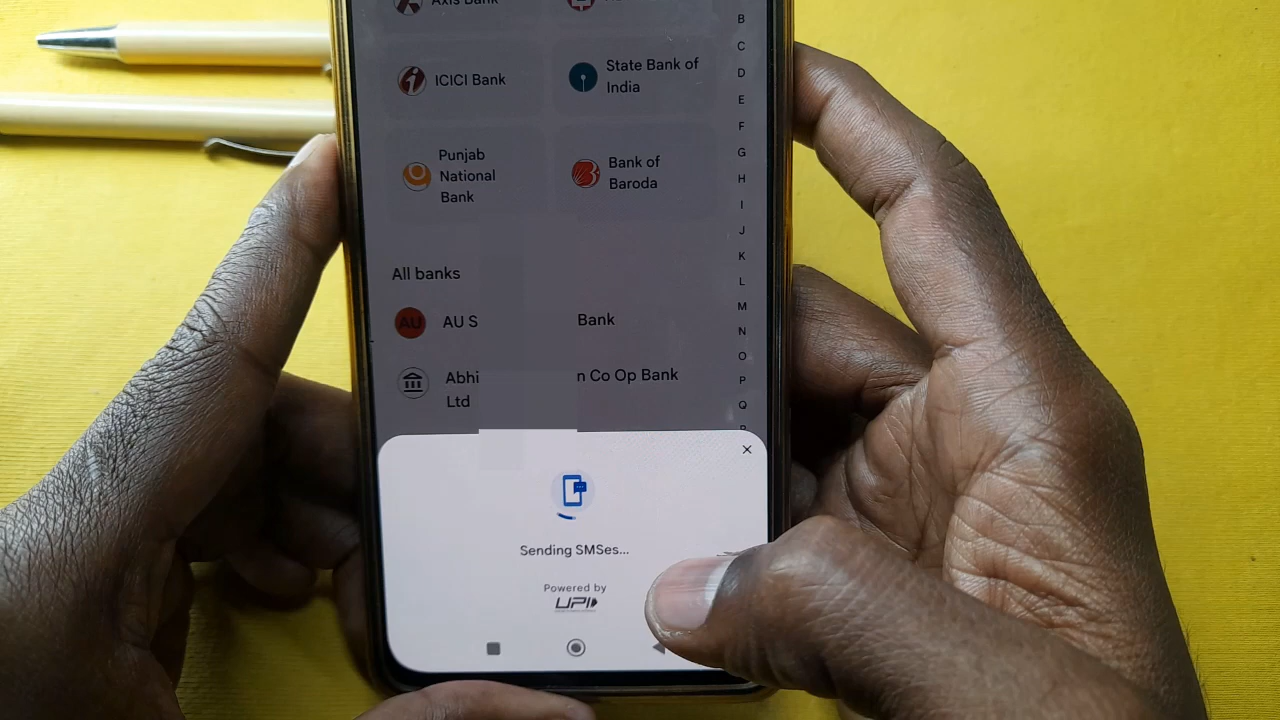 Axis Bank
ICICI Bank
State Bank of
India
Punjab
National
Bank
Bank of
Baroda
All banks
AU
AU S Bank
Abhi n Co Op Bank
Ltd
B
C
D
E
F
G
H
I
J
K
L
M
N
O
P
Q
Sending SMSes...
Powered by
UPI